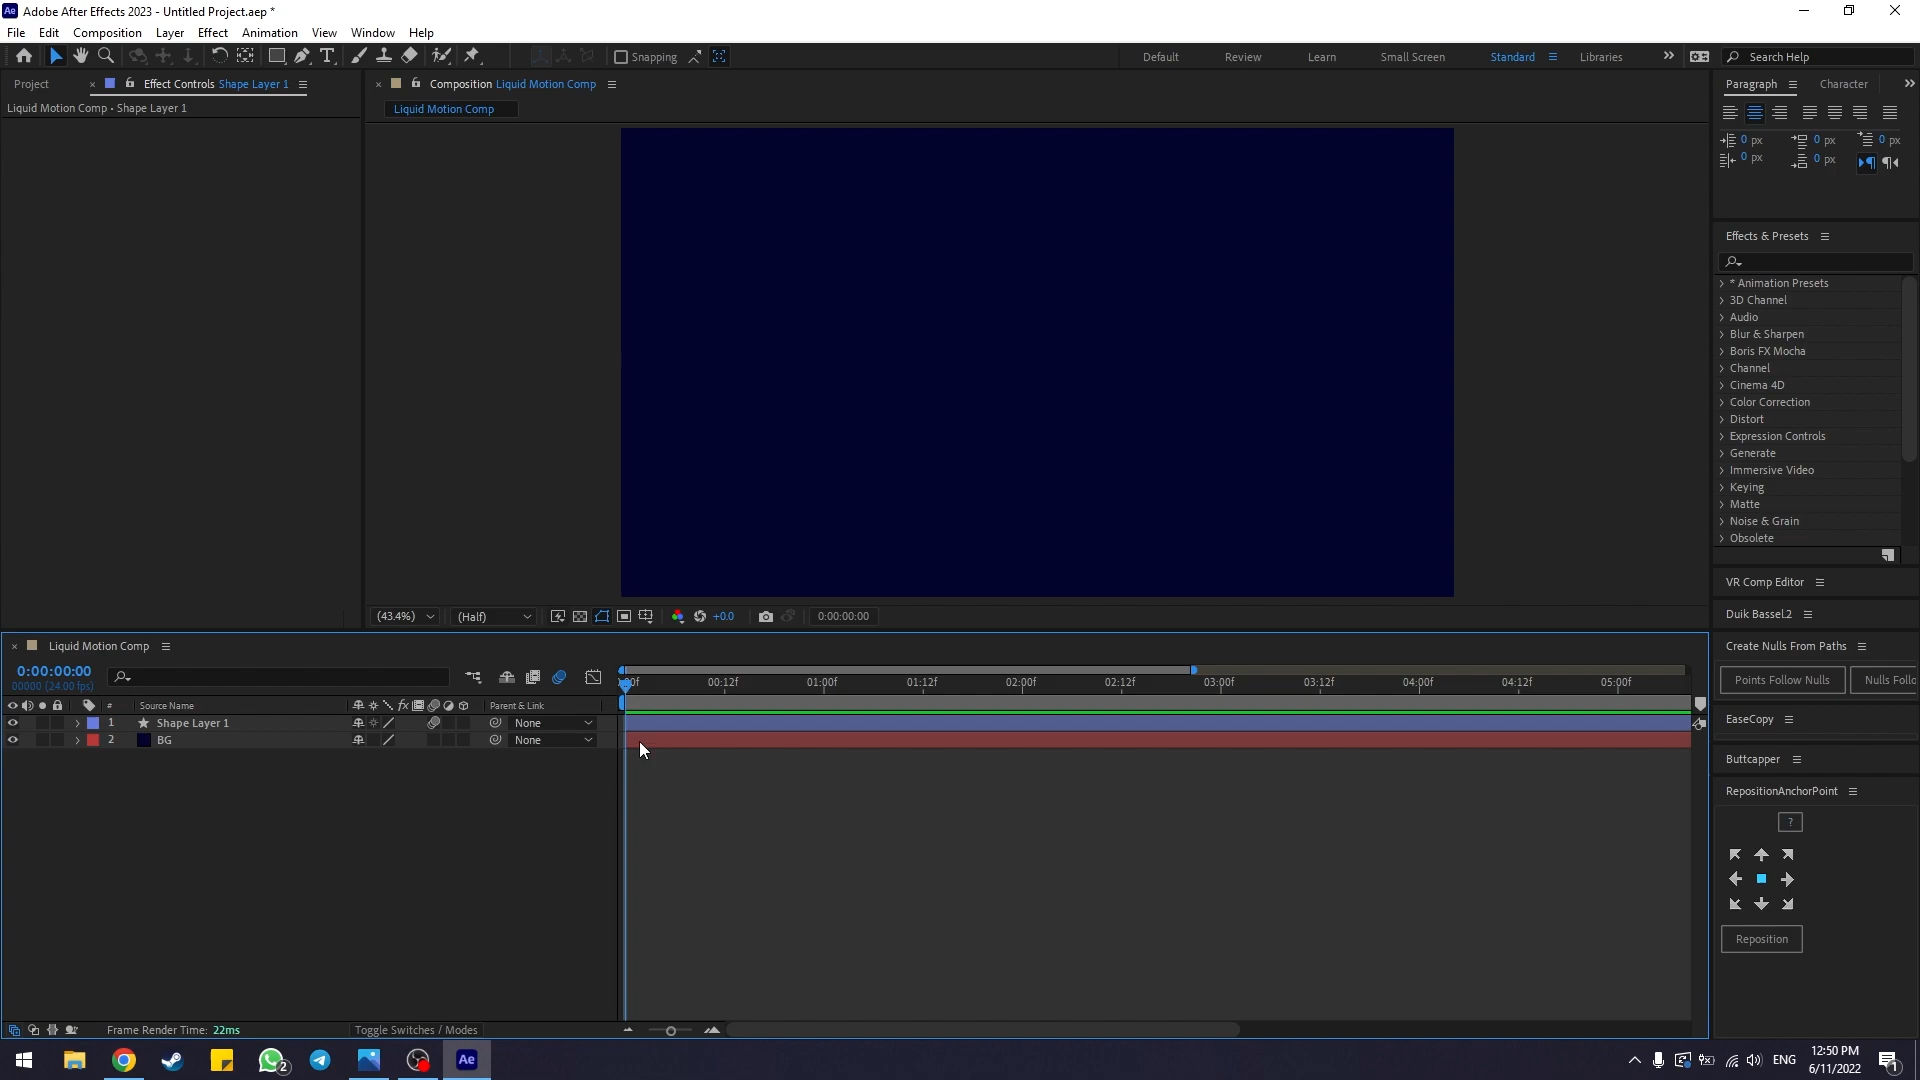 Adobe After Effects 2023 - Untitled Project.aep *
File Edit Composition Layer Effect Animation View Window Help
Snapping Default Review Learn Small Screen Standard Libraries Search Help
Project Effect Controls Shape Layer 1
Liquid Motion Comp • Shape Layer 1
Composition Liquid Motion Comp
Liquid Motion Comp
Paragraph Character
0 px 0 px 0 px
0 px 0 px
Effects & Presets
* Animation Presets
3D Channel
Audio
Blur & Sharpen
Boris FX Mocha
Channel
Cinema 4D
Color Correction
Distort
Expression Controls
Generate
Immersive Video
Keying
Matte
Noise & Grain
Obsolete
VR Comp Editor
Duik Bassel.2
Create Nulls From Paths
Points Follow Nulls Nulls Follo
EaseCopy
Buttcapper
RepositionAnchorPoint
?
Reposition
(43.4%) (Half) +0.0 0:00:00:00
Liquid Motion Comp
0:00:00:00
00000 (24.00 fps)
00:12f 01:00f 01:12f 02:00f 02:12f 03:00f 03:12f 04:00f 04:12f 05:00f
# Source Name fx Parent & Link
1 Shape Layer 1 None
2 BG None
Frame Render Time: 22ms Toggle Switches / Modes
2 Ae ENG 12:50 PM
6/11/2022 1